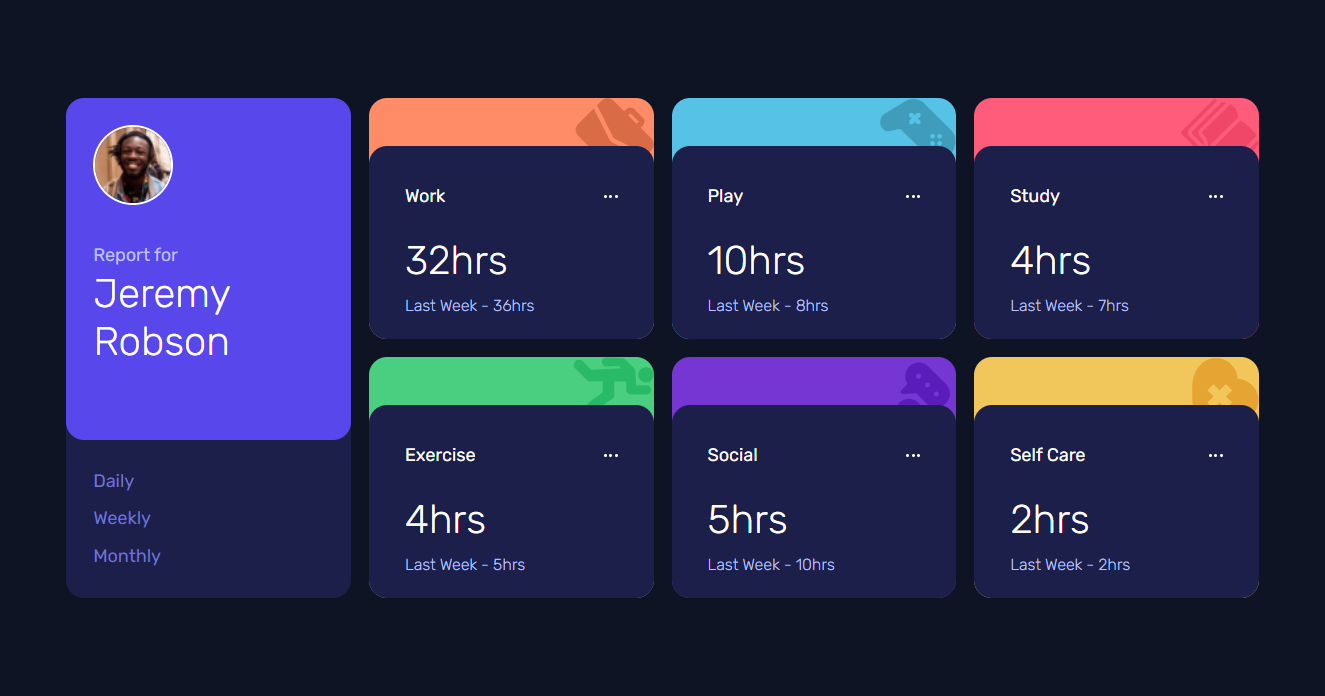 Report for
Jeremy
Robson
Daily
Weekly
Monthly
Work
32hrs
Last Week - 36hrs
Play
10hrs
Last Week - 8hrs
Study
4hrs
Last Week - 7hrs
Exercise
4hrs
Last Week - 5hrs
Social
5hrs
Last Week - 10hrs
Self Care
2hrs
Last Week - 2hrs